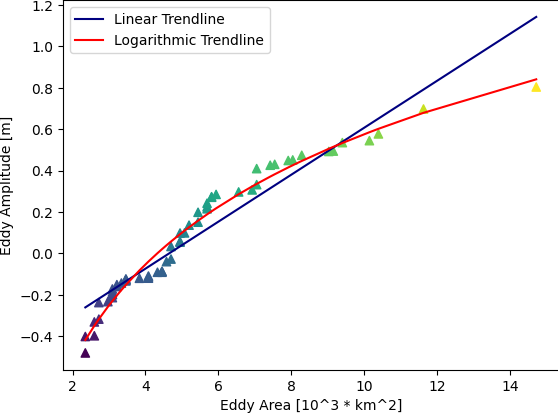 1.2
1.0
0.8
0.6
0.4
0.2
0.0
−0.2
−0.4
Eddy Amplitude [m]
Linear Trendline
Logarithmic Trendline
2 4 6 8 10 12 14
Eddy Area [10^3 * km^2]